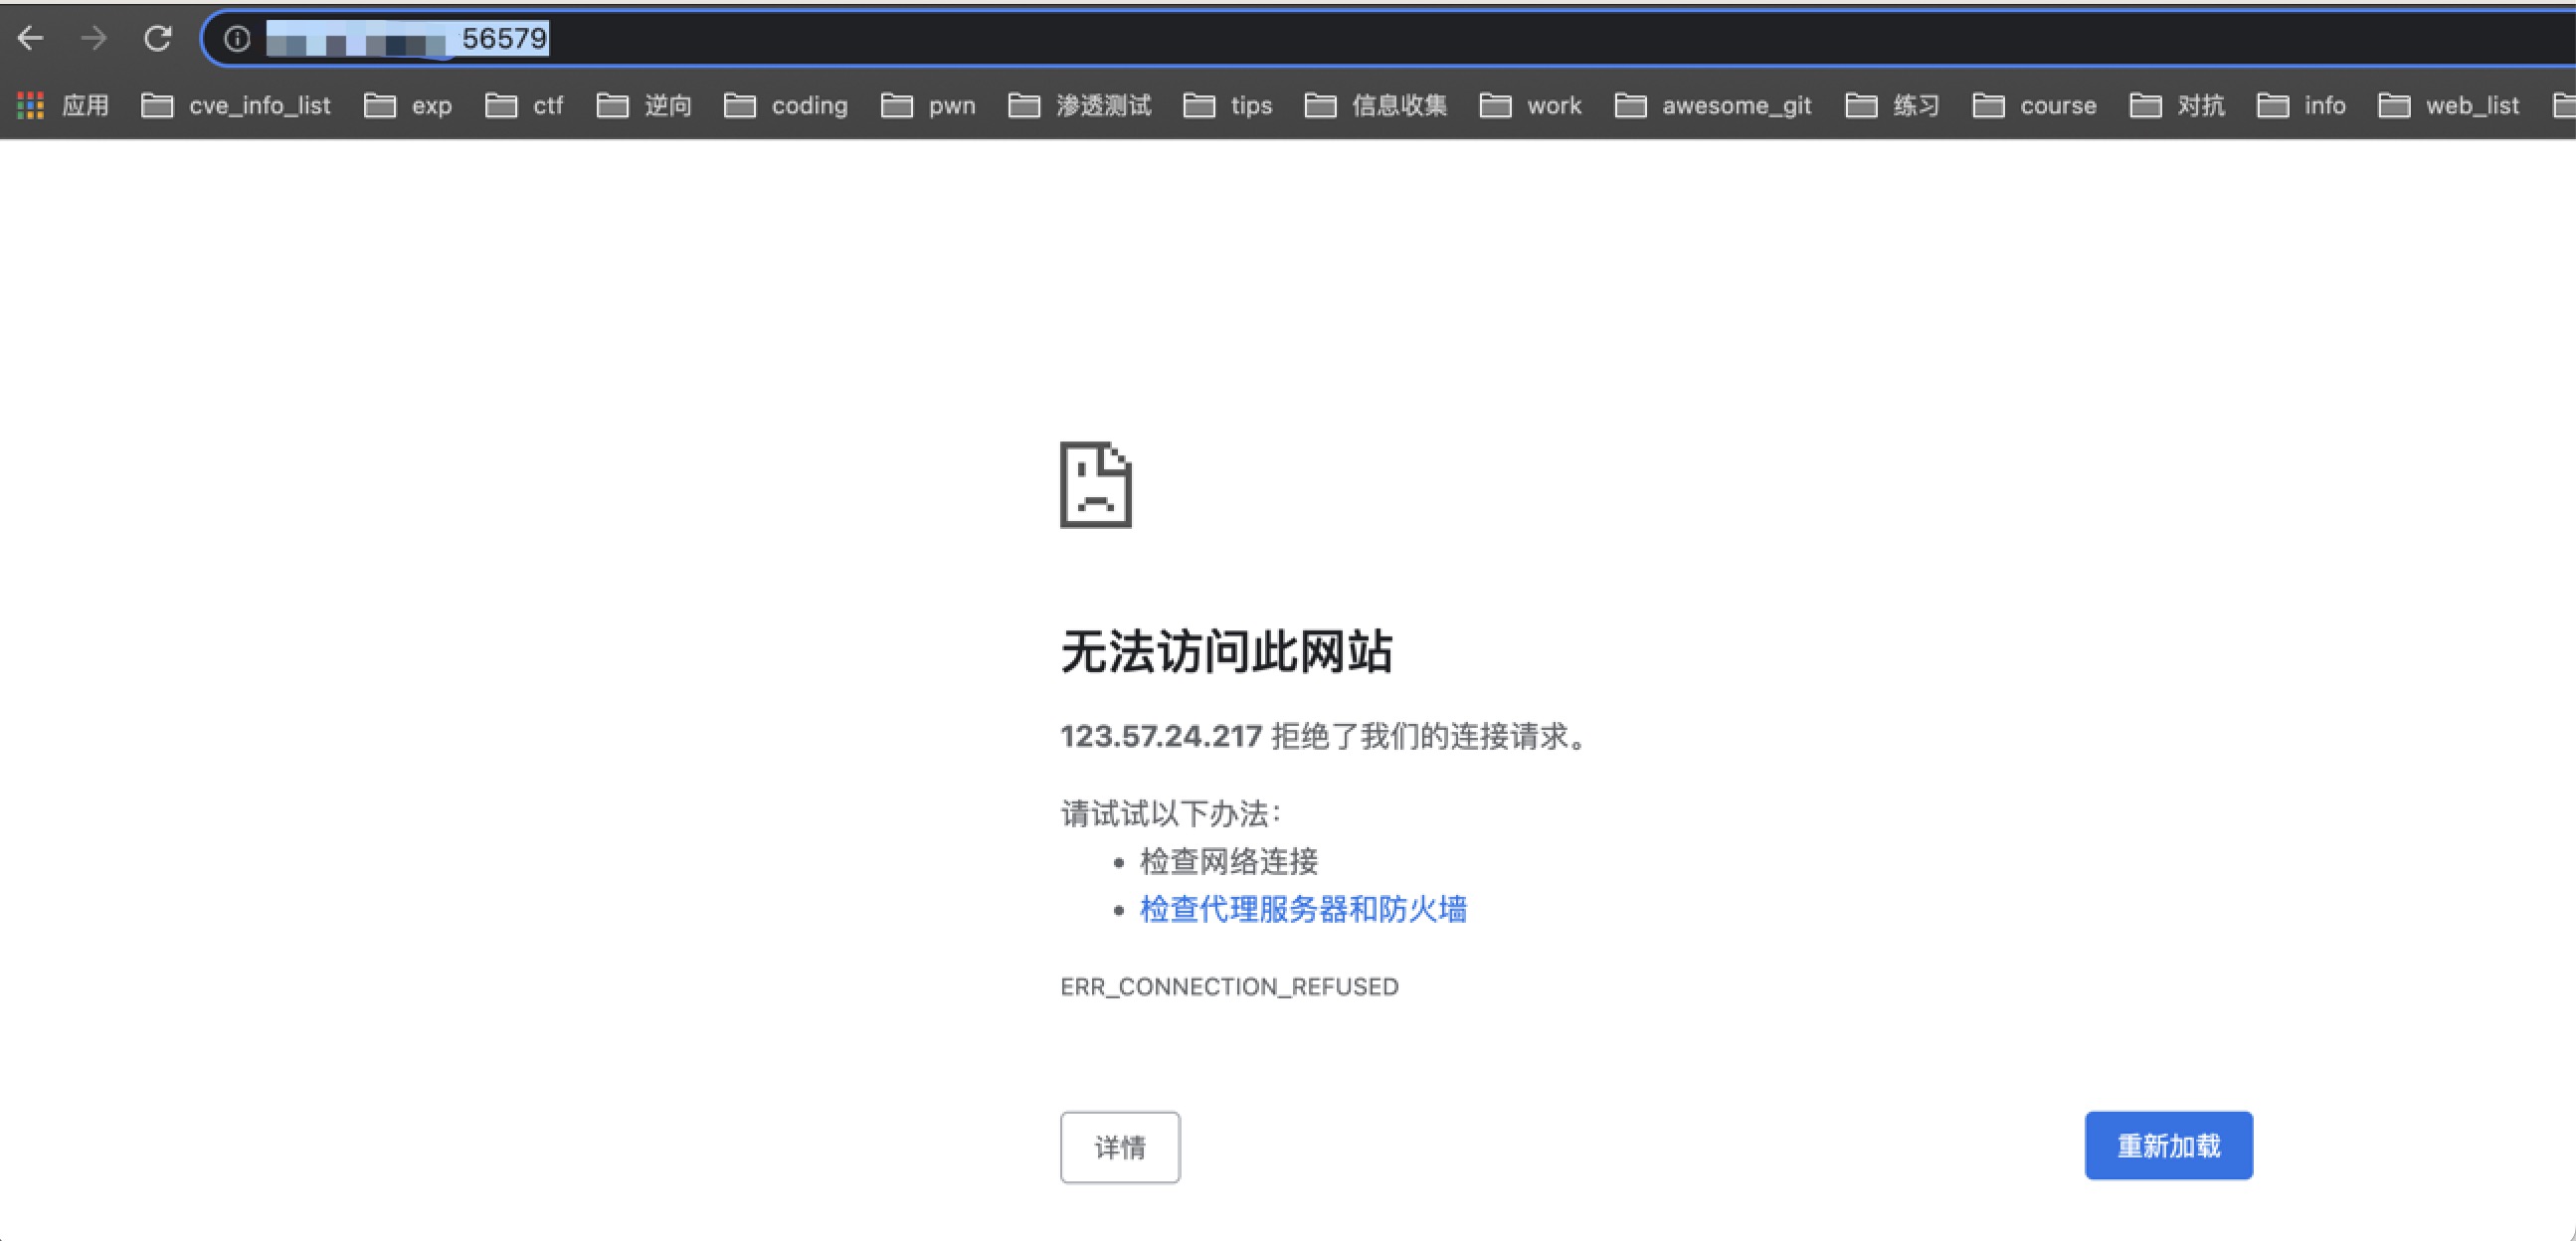 56579
应用 cve_info_list exp ctf 逆向 coding pwn 渗透测试 tips 信息收集 work awesome_git 练习 course 对抗 info web_list
无法访问此网站
123.57.24.217 拒绝了我们的连接请求。
请试试以下办法：
检查网络连接
检查代理服务器和防火墙
ERR_CONNECTION_REFUSED
详情
重新加载